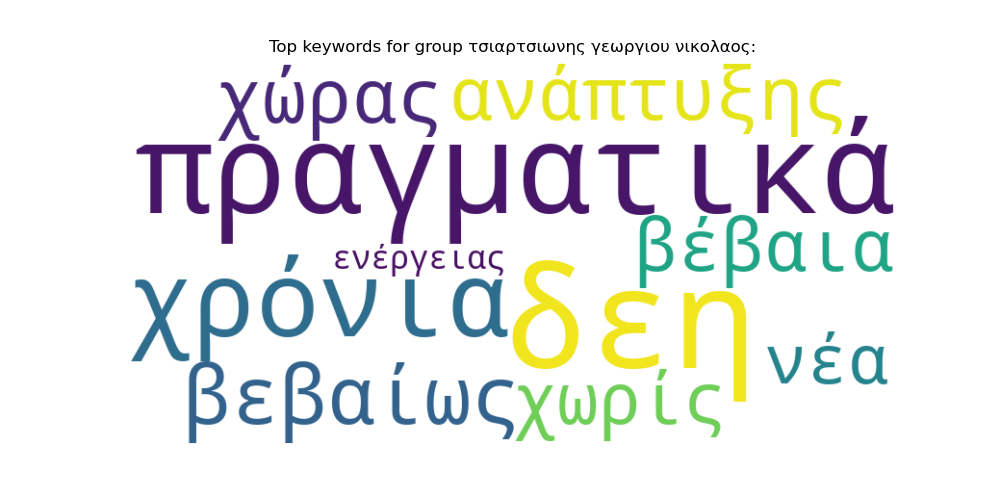 Top keywords for group τσιαρτσιωνης γεωργιου νικολαος:
χώρας ανάπτυξης
πραγματικά
βέβαια
ενέργειας
χρόνια δεη
νέα
βεβαίως χωρίς